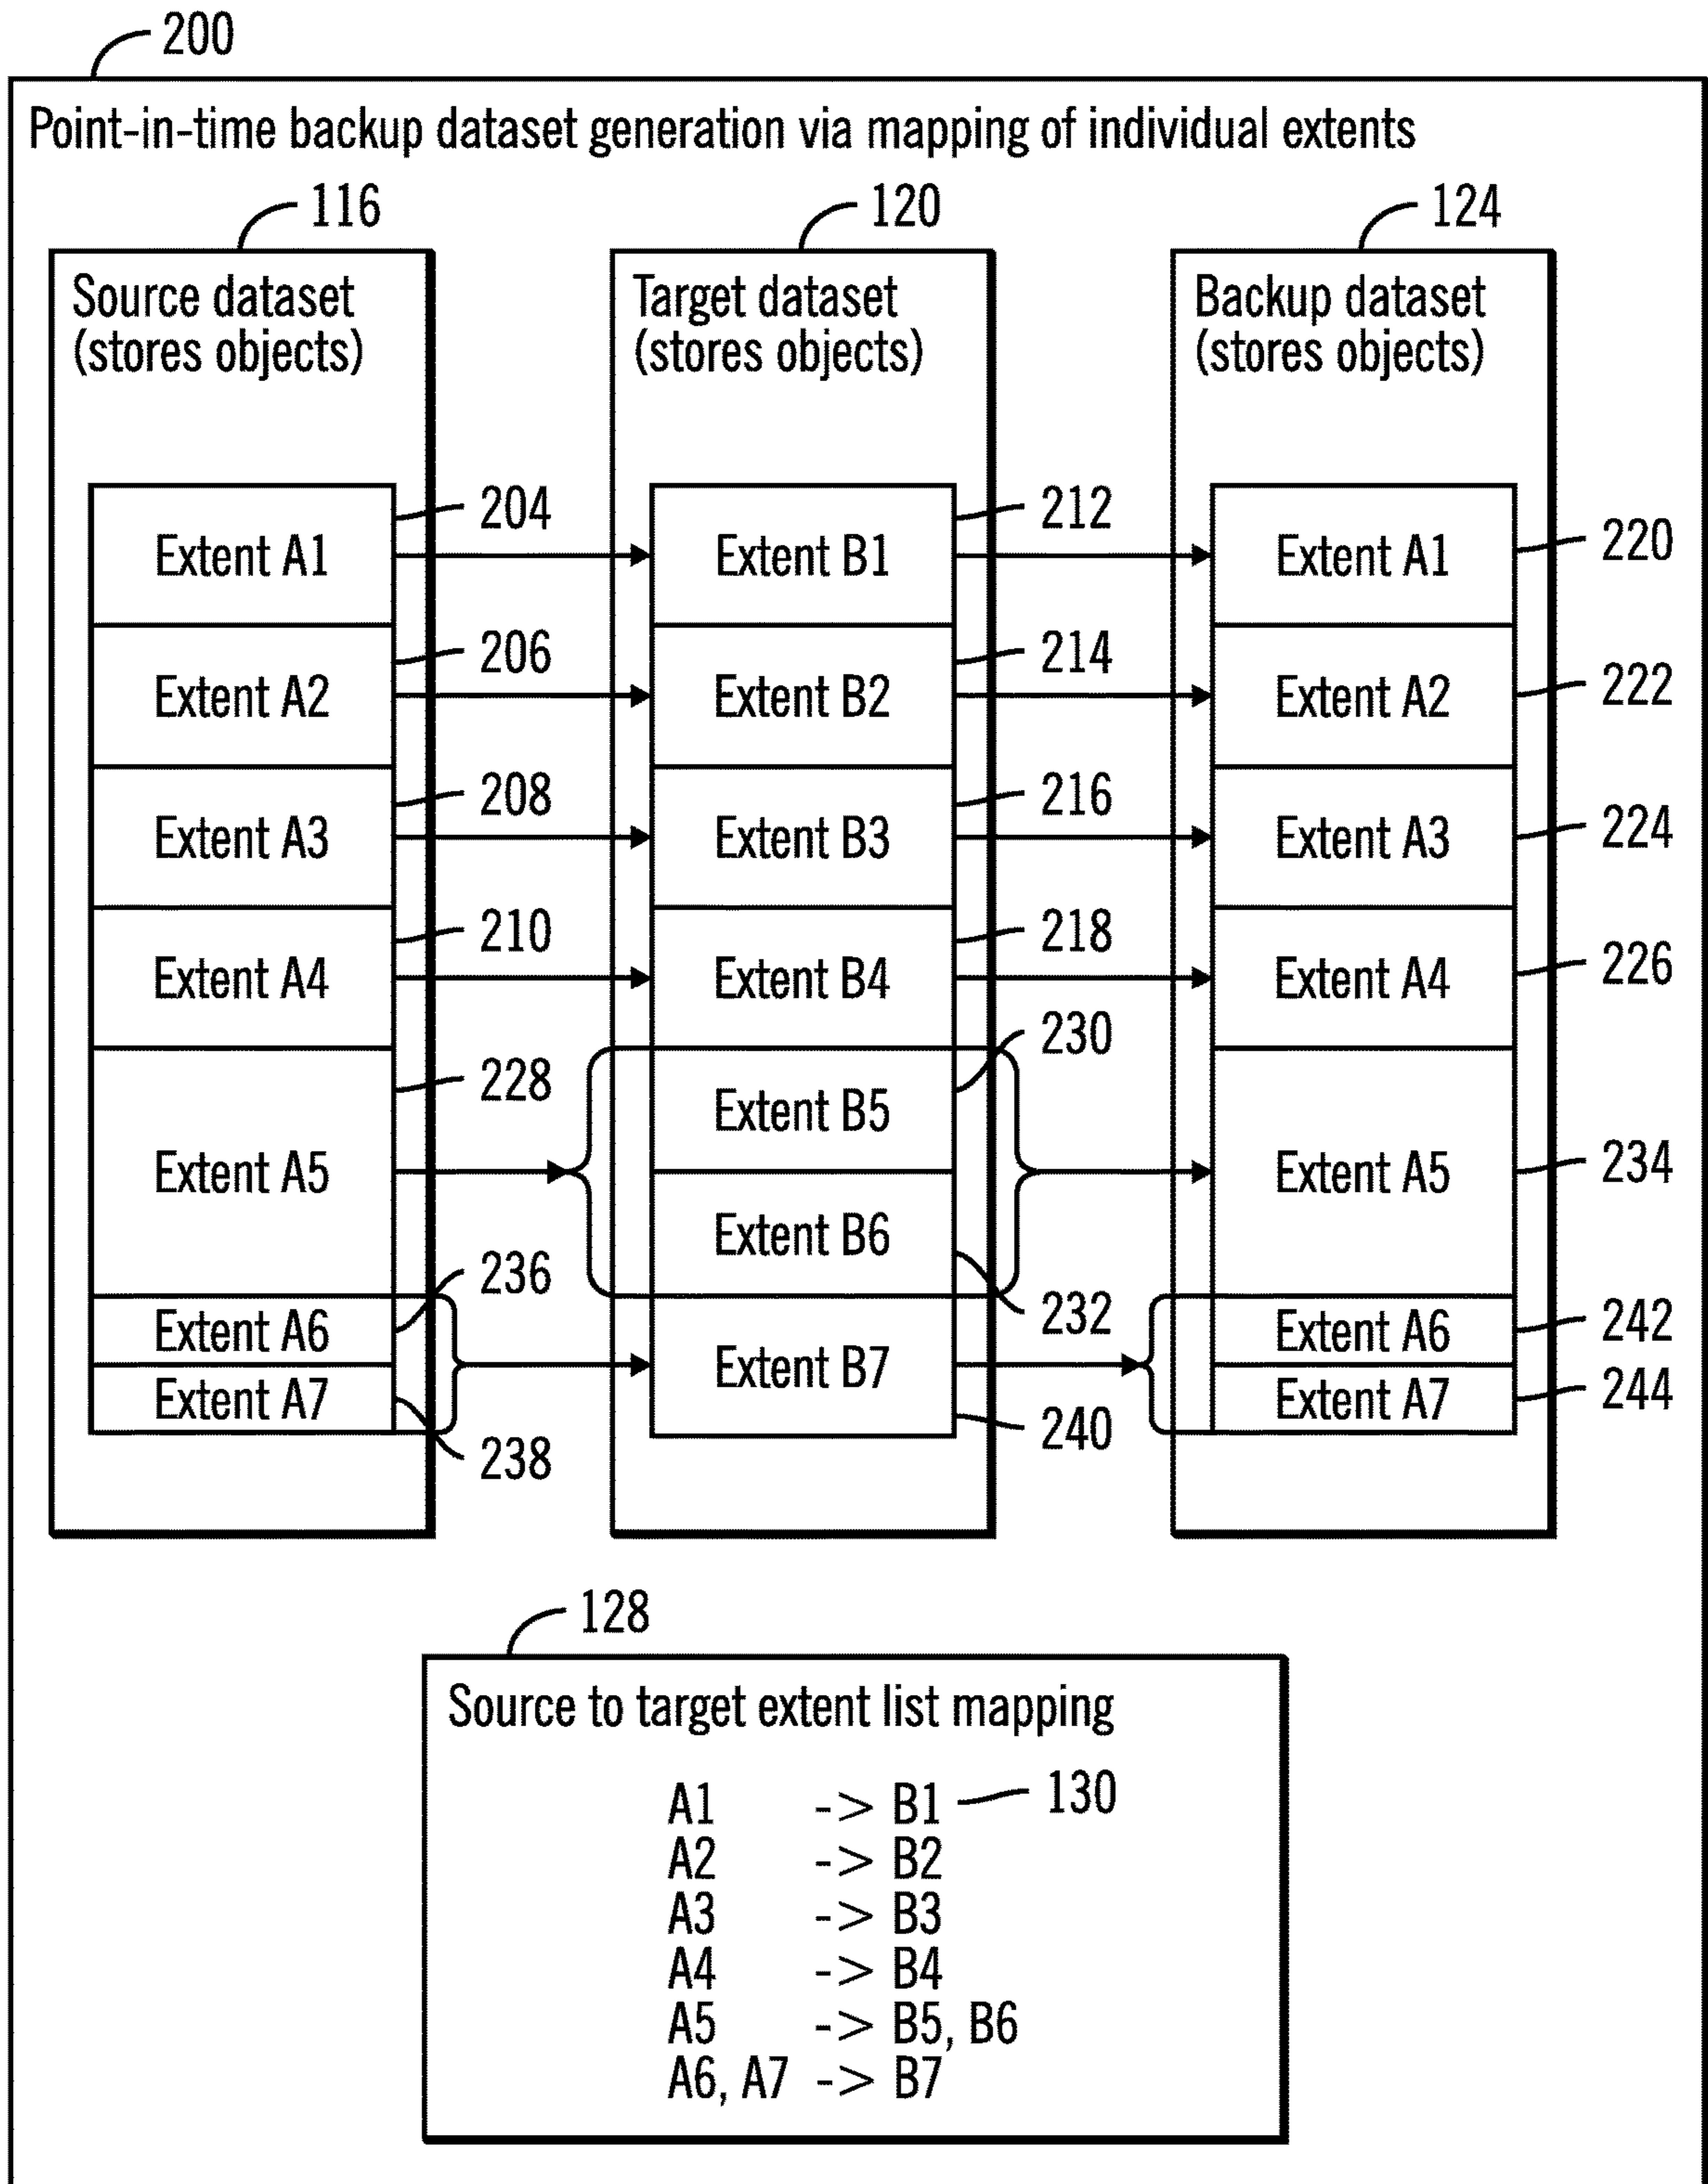 200
Point-in-time backup dataset generation via mapping of individual extents
116
120
124
Source dataset
(stores objects)
Target dataset
(stores objects)
Backup dataset
(stores objects)
204
212
Extent A1
Extent B1
Extent A1
220
206
214
Extent A2
Extent B2
Extent A2
222
208
216
Extent A3
Extent B3
Extent A3
224
210
218
Extent A4
Extent B4
Extent A4
226
230
228
Extent B5
Extent A5
Extent A5
234
Extent B6
236
232
Extent A6
Extent A6
242
Extent B7
Extent A7
Extent A7
244
240
238
128
Source to target extent list mapping
A1 -> B1 130
A2 -> B2
A3 -> B3
A4 -> B4
A5 -> B5, B6
A6, A7 -> B7